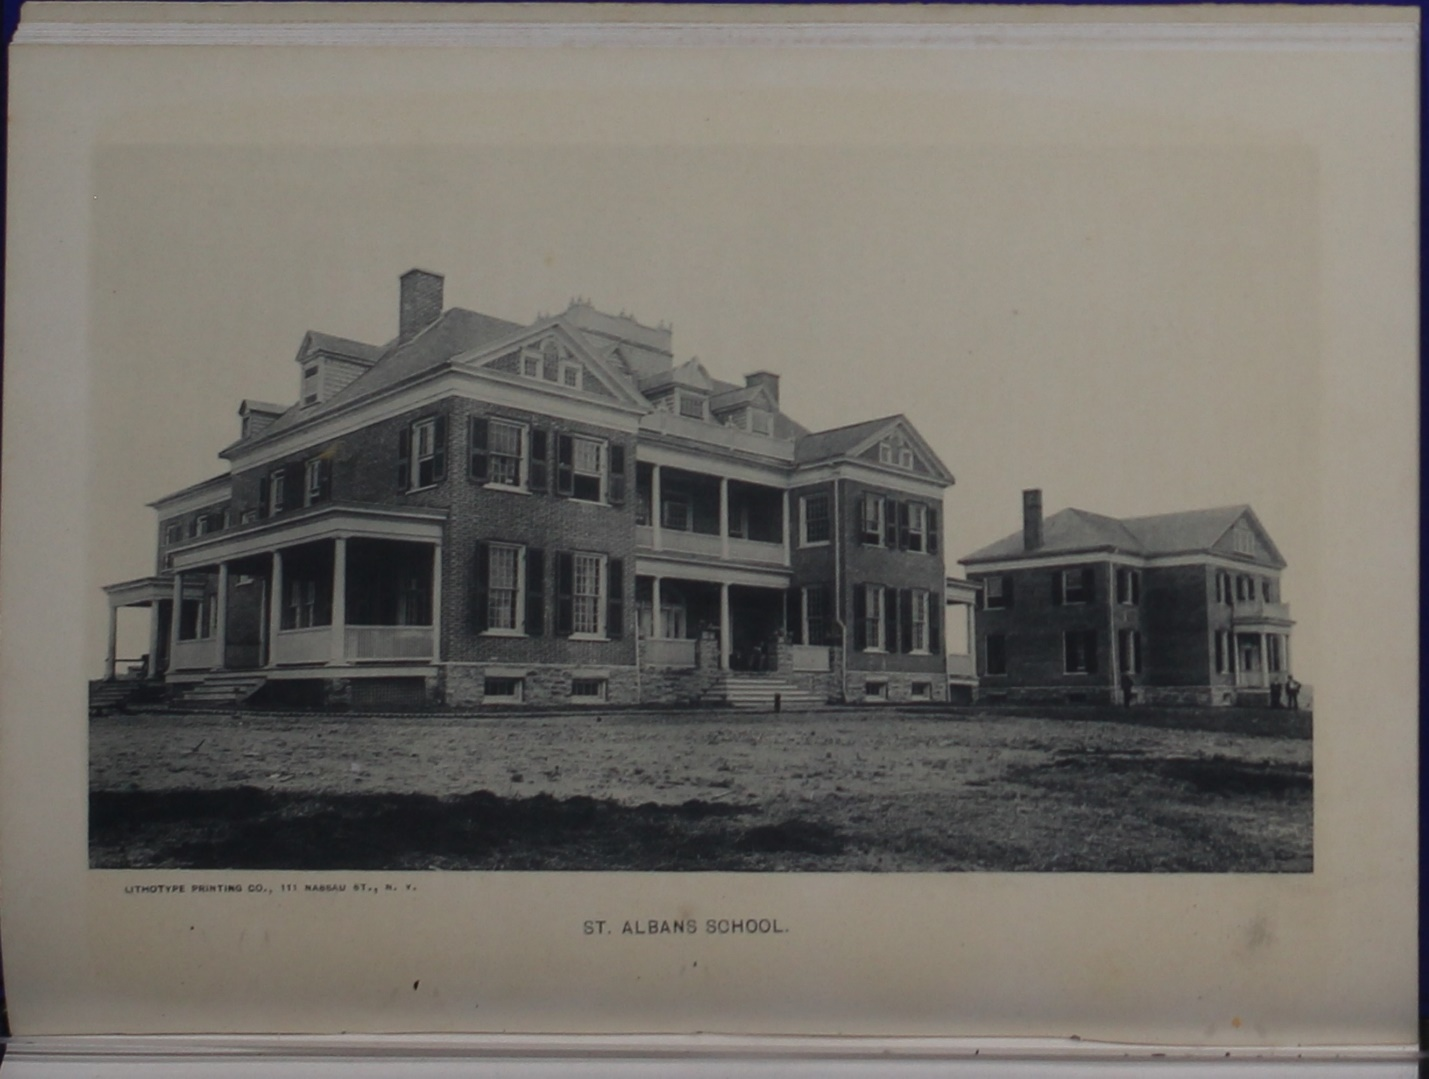 LITHOTYPE PRINTING CO., 111 NASSAU ST., N. Y.
ST. ALBANS SCHOOL.